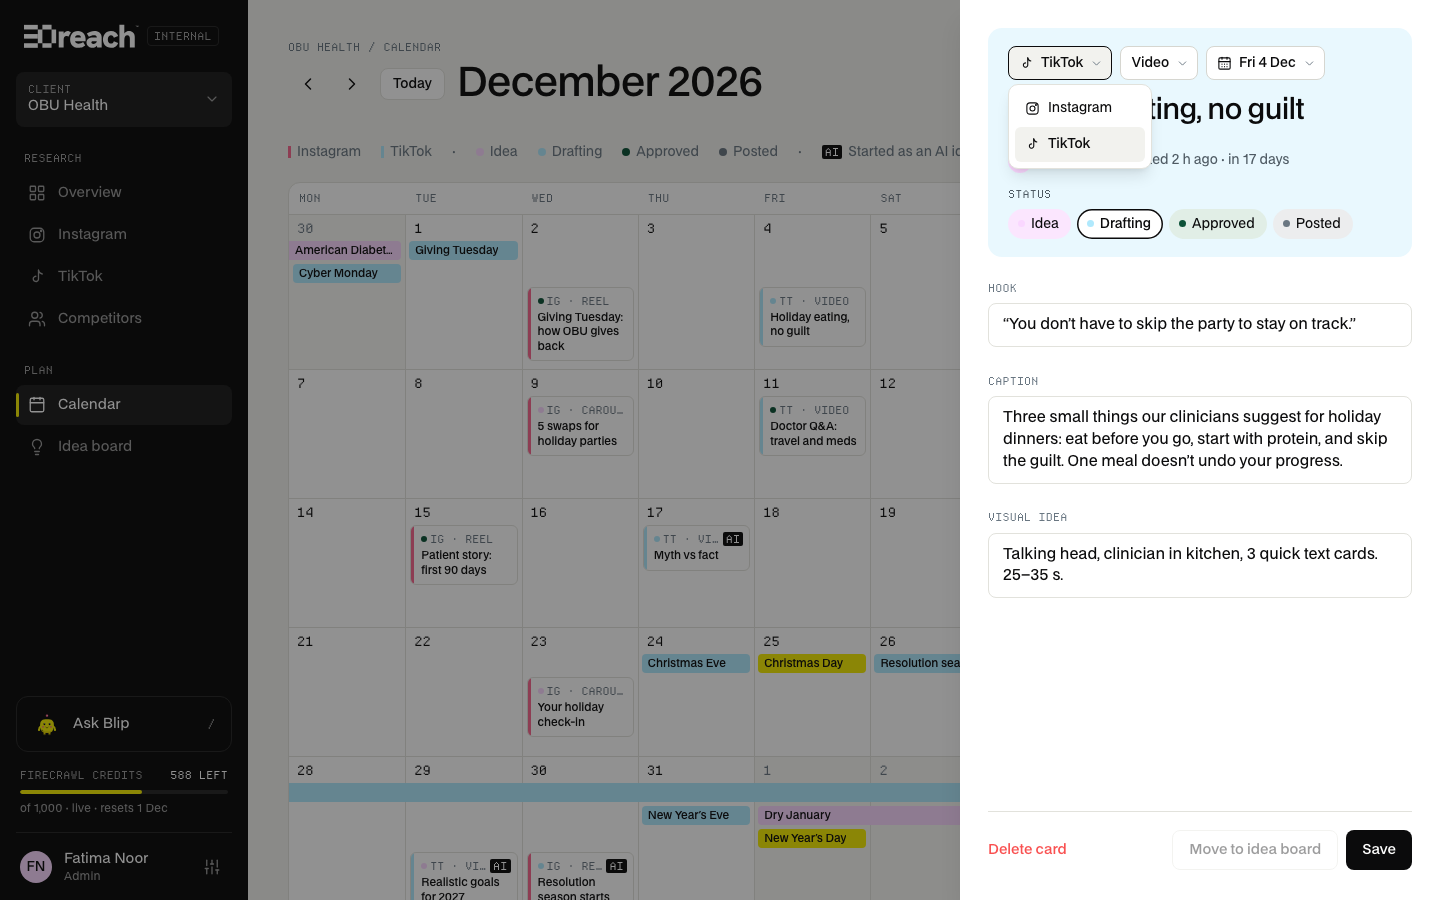 reach
INTERNAL
CLIENT
OBU Health
RESEARCH
Overview
Instagram
TikTok
Competitors
PLAN
Calendar
Idea board
Ask Blip
/
FIRECRAWL CREDITS 588 LEFT
of 1,000 · live · resets 1 Dec
FN
Fatima Noor
Admin
OBU HEALTH / CALENDAR
Today
December 2026
Instagram TikTok · Idea Drafting Approved Posted · AI Started as an AI
MON TUE WED THU FRI SAT
30 1 2 3 4 5
American Diabet…
Giving Tuesday
Cyber Monday
IG · REEL
Giving Tuesday:
how OBU gives
back
TT · VIDEO
Holiday eating,
no guilt
7 8 9 10 11 12
IG · CAROU…
5 swaps for
holiday parties
TT · VIDEO
Doctor Q&A:
travel and meds
14 15 16 17 18 19
IG · REEL
Patient story:
first 90 days
TT · VI… AI
Myth vs fact
21 22 23 24 25 26
Christmas Eve
Christmas Day
Resolution sea
IG · CAROU…
Your holiday
check-in
28 29 30 31 1 2
New Year's Eve
Dry January
New Year's Day
TT · VI… AI
Realistic goals
for 2027
IG · RE… AI
Resolution
season starts
TikTok
Video
Fri 4 Dec
Instagram
TikTok
ting, no guilt
ed 2 h ago · in 17 days
STATUS
Idea
Drafting
Approved
Posted
HOOK
“You don’t have to skip the party to stay on track.”
CAPTION
Three small things our clinicians suggest for holiday
dinners: eat before you go, start with protein, and skip
the guilt. One meal doesn’t undo your progress.
VISUAL IDEA
Talking head, clinician in kitchen, 3 quick text cards.
25–35 s.
Delete card
Move to idea board
Save